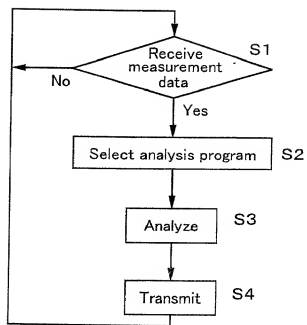 Receive
measurement
data
S1
No
Yes
Select analysis program
S2
Analyze
S3
Transmit
S4